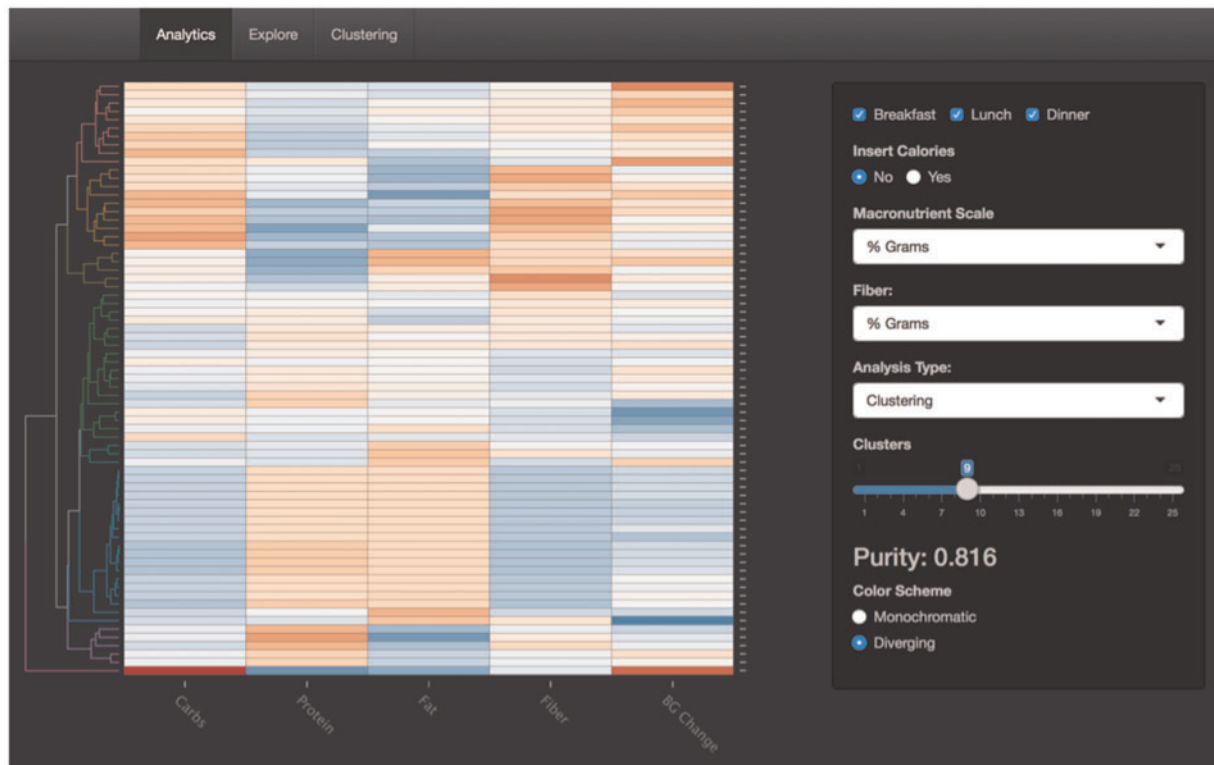 Analytics Explore Clustering
Breakfast Lunch Dinner
Insert Calories
No Yes
Macronutrient Scale
% Grams
Fiber:
% Grams
Analysis Type:
Clustering
Clusters
1 9
1 4 7 10 13 16 19 22 25
Purity: 0.816
Color Scheme
Monochromatic
Diverging
Carbs Protein Fat Fiber BG Change